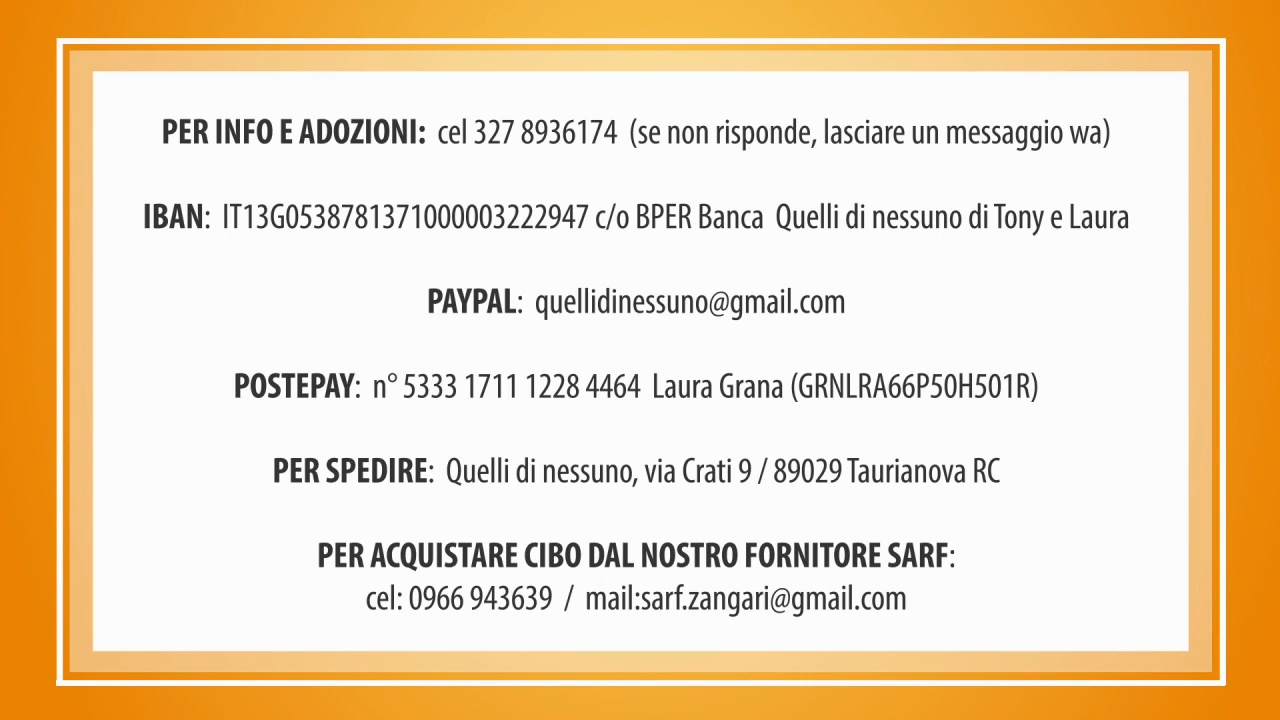 PER INFO E ADOZIONI: cel 327 8936174 (se non risponde, lasciare un messaggio wa)
IBAN: IT13G0538781371000003222947 c/o BPER Banca Quelli di nessuno di Tony e Laura
PAYPAL: quellidinessuno@gmail.com
POSTEPAY: n° 5333 1711 1228 4464 Laura Grana (GRNLRA66P50H501R)
PER SPEDIRE: Quelli di nessuno, via Crati 9 / 89029 Taurianova RC
PER ACQUISTARE CIBO DAL NOSTRO FORNITORE SARF:
cel: 0966 943639 / mail:sarf.zangari@gmail.com